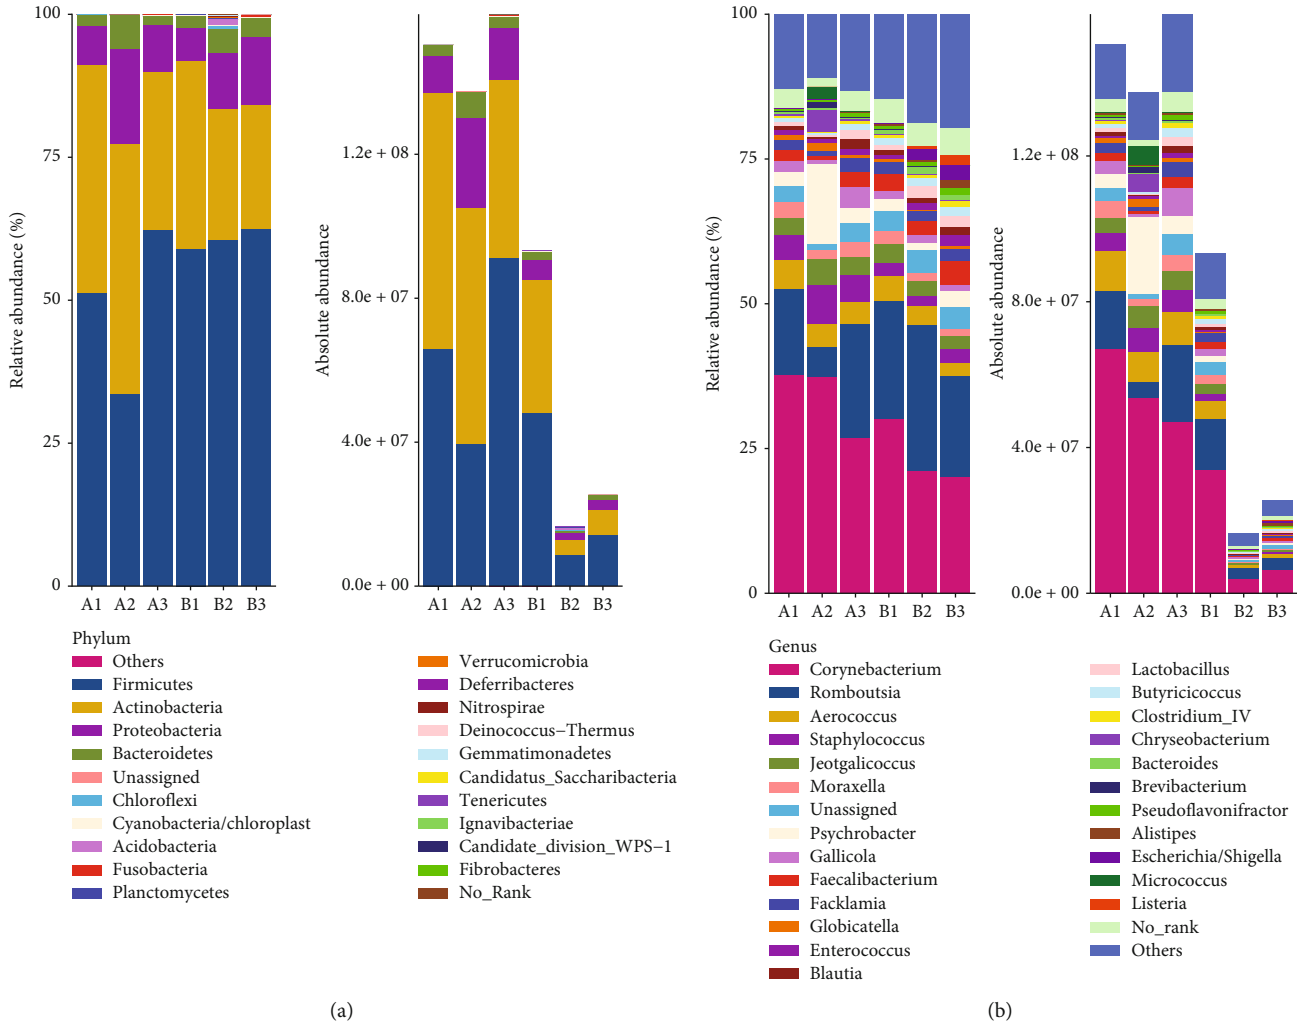 Relative abundance (%)
100
75
50
25
0
A1 A2 A3 B1 B2 B3
Absolute abundance
1.2e + 08
8.0e + 07
4.0e + 07
0.0e + 00
A1 A2 A3 B1 B2 B3
Phylum
Others
Firmicutes
Actinobacteria
Proteobacteria
Bacteroidetes
Unassigned
Chloroflexi
Cyanobacteria/chloroplast
Acidobacteria
Fusobacteria
Planctomycetes
Verrucomicrobia
Deferribacteres
Nitrospirae
Deinococcus−Thermus
Gemmatimonadetes
Candidatus_Saccharibacteria
Tenericutes
Ignavibacteriae
Candidate_division_WPS−1
Fibrobacteres
No_Rank
(a)
Relative abundance (%)
100
75
50
25
0
A1 A2 A3 B1 B2 B3
Absolute abundance
1.2e + 08
8.0e + 07
4.0e + 07
0.0e + 00
A1 A2 A3 B1 B2 B3
Genus
Corynebacterium
Romboutsia
Aerococcus
Staphylococcus
Jeotgalicoccus
Moraxella
Unassigned
Psychrobacter
Gallicola
Faecalibacterium
Facklamia
Globicatella
Enterococcus
Blautia
Lactobacillus
Butyricicoccus
Clostridium_IV
Chryseobacterium
Bacteroides
Brevibacterium
Pseudoflavonifractor
Alistipes
Escherichia/Shigella
Micrococcus
Listeria
No_rank
Others
(b)